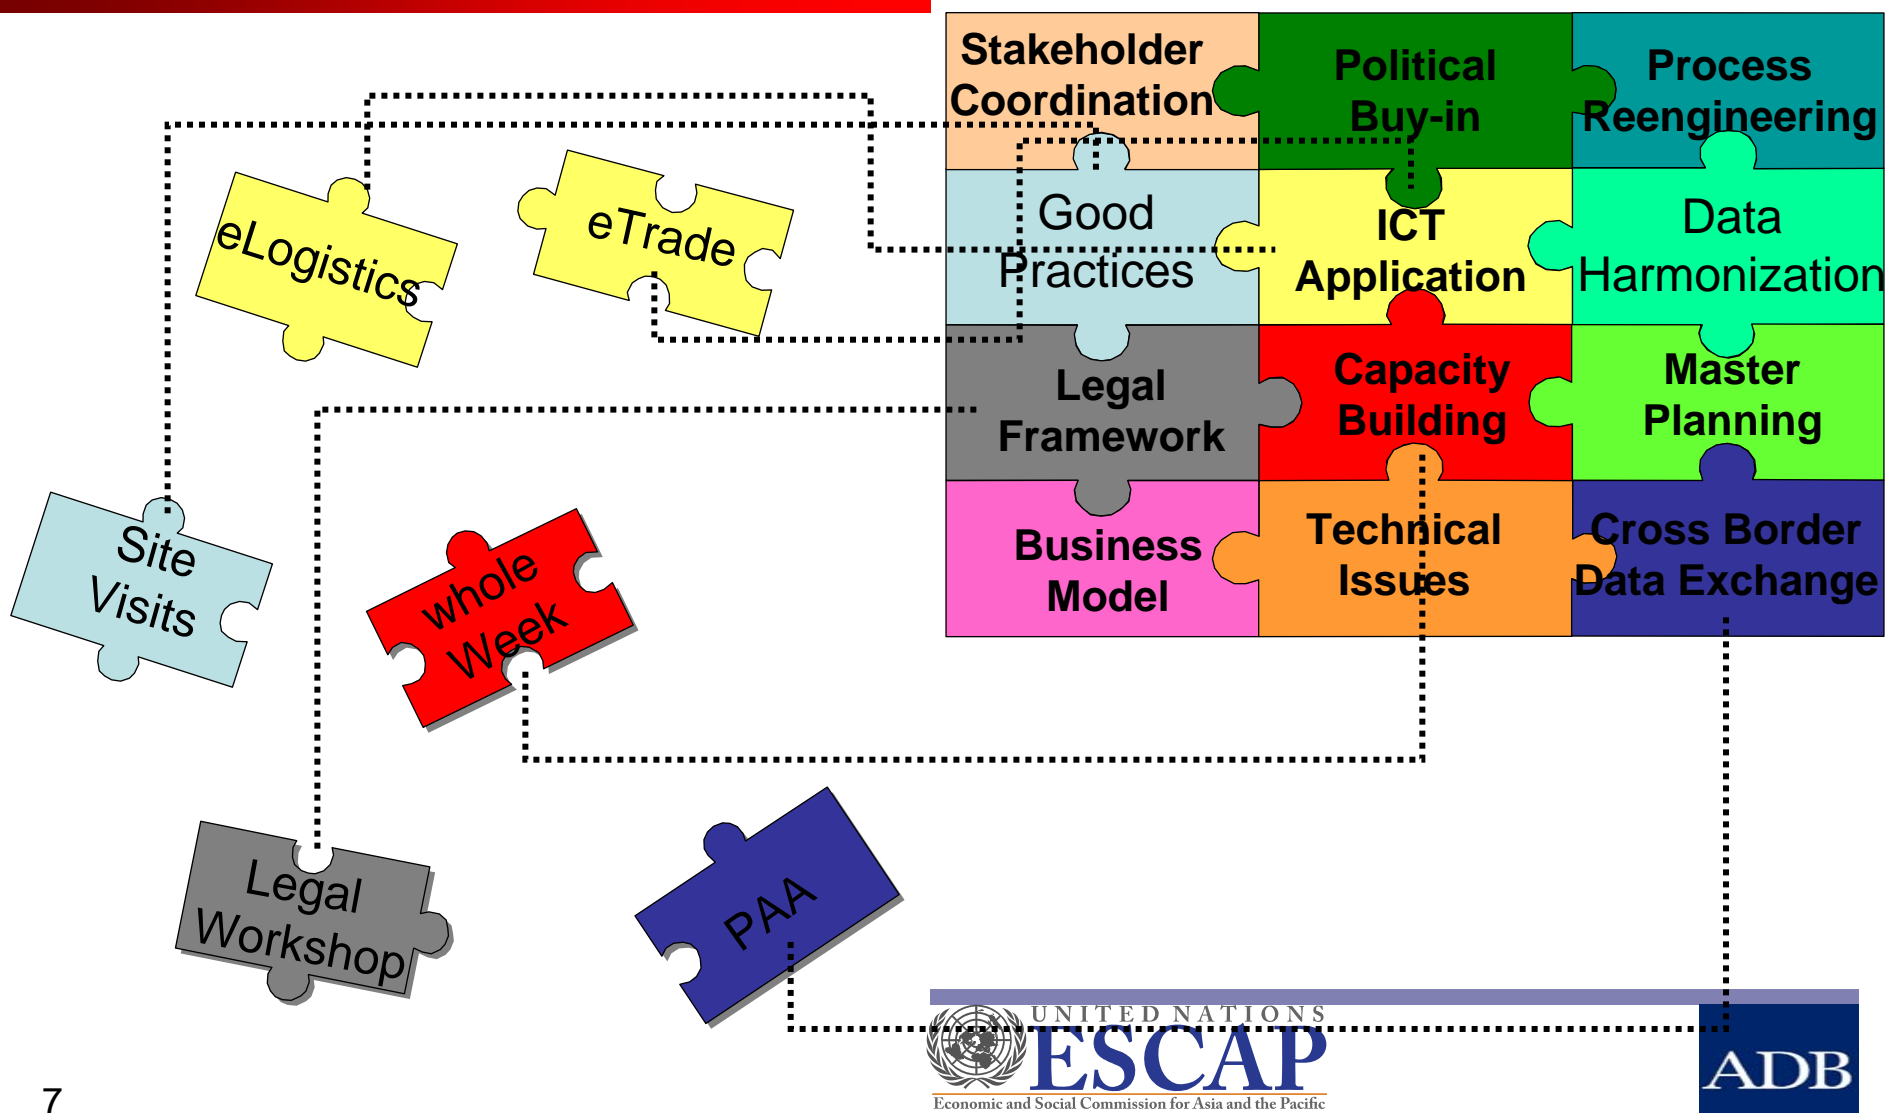 Stakeholder
Coordination
Political
Buy-in
Process
Reengineering
Good
Practices
ICT
Application
Data
Harmonization
Legal
Framework
Capacity
Building
Master
Planning
Business
Model
Technical
Issues
Cross Border
Data Exchange
eLogistics
eTrade
Site
Visits
whole
Week
Legal
Workshop
PAA
UNITED NATIONS
ESCAP
Economic and Social Commission for Asia and the Pacific
ADB
7